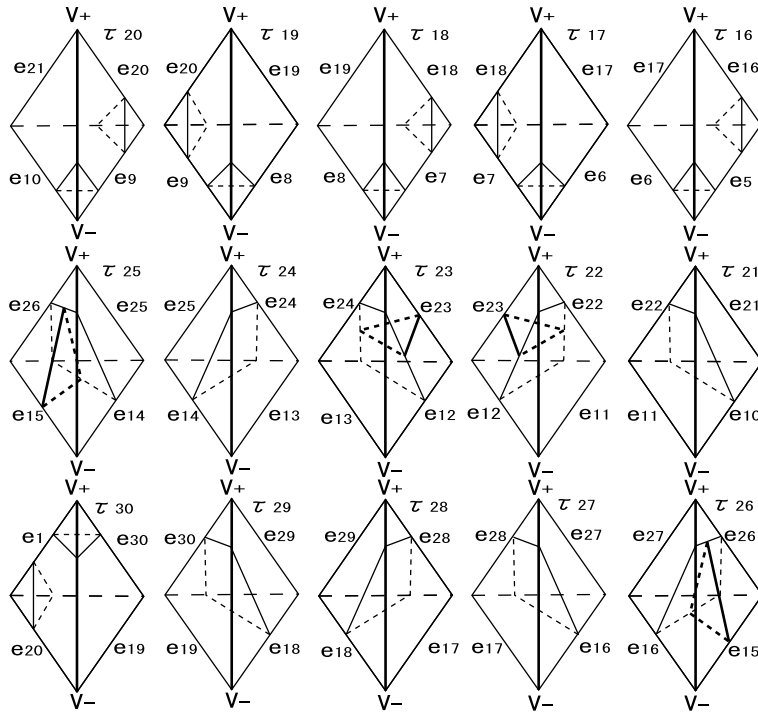 V+ τ 20 V+ τ 19 V+ τ 18 V+ τ 17 V+ τ 16
e21 e20 e20 e19 e19 e18 e18 e17 e17 e16
e10 e9 e9 e8 e8 e7 e7 e6 e6 e5
V− V− V− V− V−
V+ τ 25 V+ τ 24 V+ τ 23 V+ τ 22 V+ τ 21
e26 e25 e25 e24 e24 e23 e23 e22 e22 e21
e15 e14 e14 e13 e13 e12 e12 e11 e11 e10
V− V− V− V− V−
V+ τ 30 V+ τ 29 V+ τ 28 V+ τ 27 V+ τ 26
e1 e30 e30 e29 e29 e28 e28 e27 e27 e26
e20 e19 e19 e18 e18 e17 e17 e16 e16 e15
V− V− V− V− V−